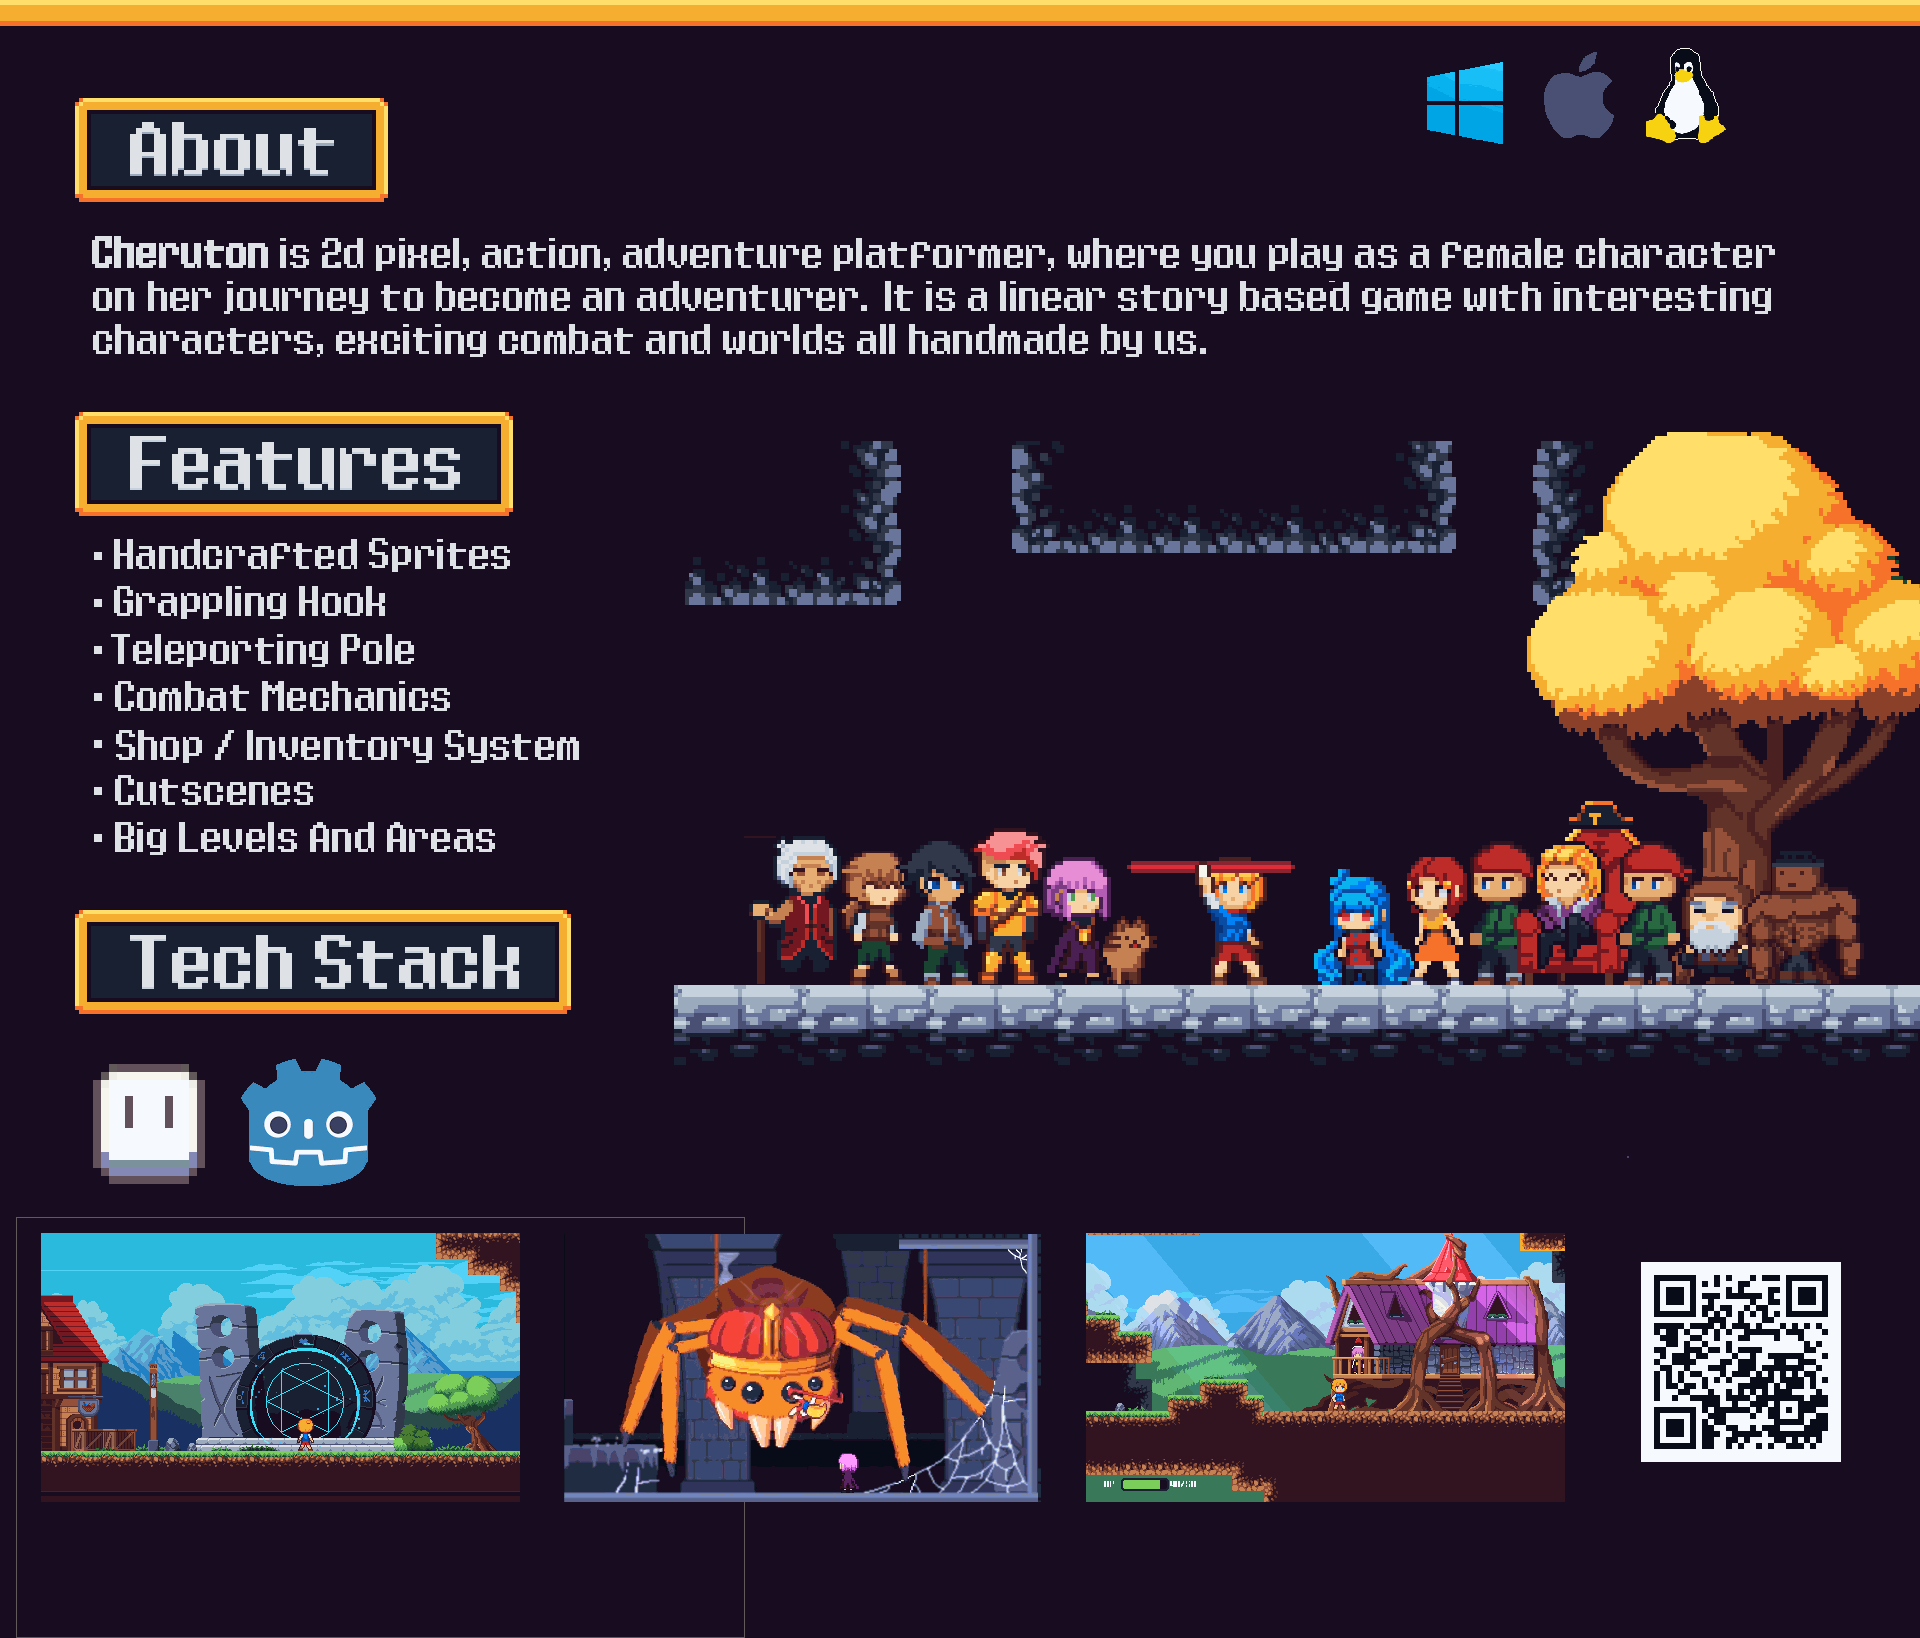 About
Cheruton is 2d pixel, action, adventure platformer, where you play as a female character
on her journey to become an adventurer. It is a linear story based game with interesting
characters, exciting combat and worlds all handmade by us.
Features
· Handcrafted Sprites
· Grappling Hook
· Teleporting Pole
· Combat Mechanics
· Shop / Inventory System
· Cutscenes
· Big Levels And Areas
T
Tech Stack
HP